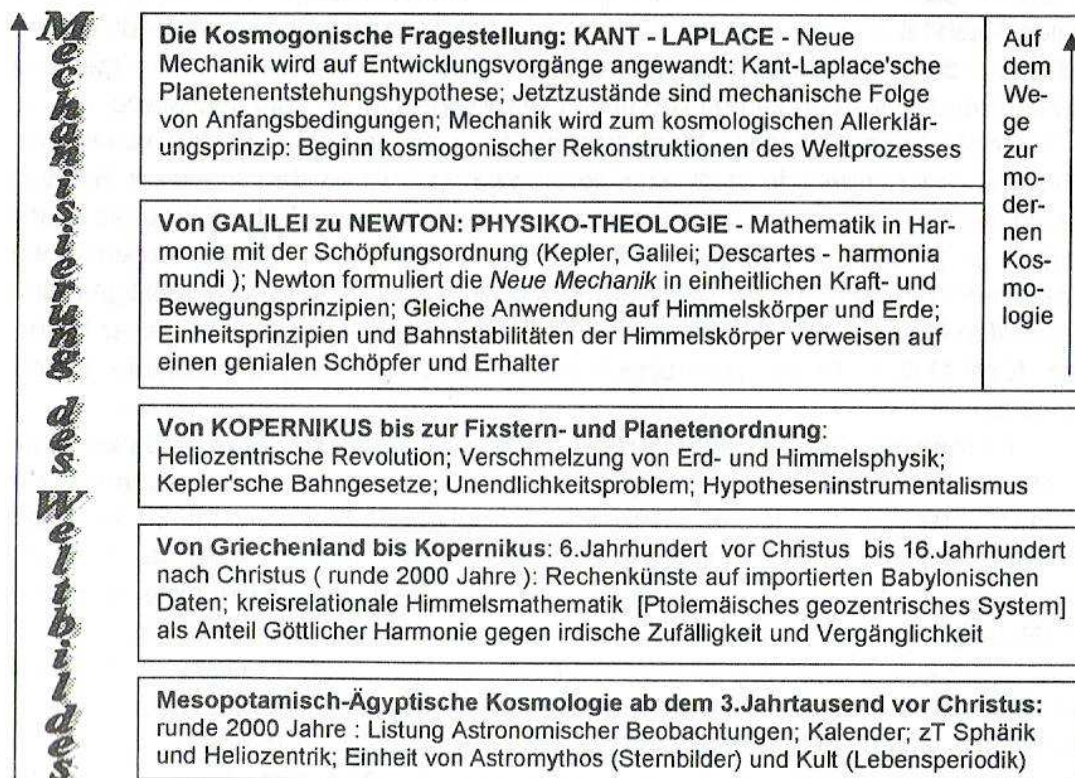 Mechanisierung des Weltbildes
Die Kosmogonische Fragestellung: KANT - LAPLACE - Neue
Mechanik wird auf Entwicklungsvorgänge angewandt: Kant-Laplace'sche
Planetenentstehungshypothese; Jetztzustände sind mechanische Folge
von Anfangsbedingungen; Mechanik wird zum kosmologischen Allerklär-
ungsprinzip: Beginn kosmogonischer Rekonstruktionen des Weltprozesses
Auf
dem
We-
ge
zur
mo-
der-
nen
Kos-
mo-
logie
Von GALILEI zu NEWTON: PHYSIKO-THEOLOGIE - Mathematik in Har-
monie mit der Schöpfungsordnung (Kepler, Galilei; Descartes - harmonia
mundi ); Newton formuliert die Neue Mechanik in einheitlichen Kraft- und
Bewegungsprinzipien; Gleiche Anwendung auf Himmelskörper und Erde;
Einheitsprinzipien und Bahnstabilitäten der Himmelskörper verweisen auf
einen genialen Schöpfer und Erhalter
Von KOPERNIKUS bis zur Fixstern- und Planetenordnung:
Heliozentrische Revolution; Verschmelzung von Erd- und Himmelsphysik;
Kepler'sche Bahngesetze; Unendlichkeitsproblem; Hypotheseninstrumentalismus
Von Griechenland bis Kopernikus: 6.Jahrhundert vor Christus bis 16.Jahrhundert
nach Christus ( runde 2000 Jahre ): Rechenkünste auf importierten Babylonischen
Daten; kreisrelationale Himmelsmathematik [Ptolemäisches geozentrisches System]
als Anteil Göttlicher Harmonie gegen irdische Zufälligkeit und Vergänglichkeit
Mesopotamisch-Ägyptische Kosmologie ab dem 3.Jahrtausend vor Christus:
runde 2000 Jahre : Listung Astronomischer Beobachtungen; Kalender; zT Sphärik
und Heliozentrik; Einheit von Astromythos (Sternbilder) und Kult (Lebensperiodik)